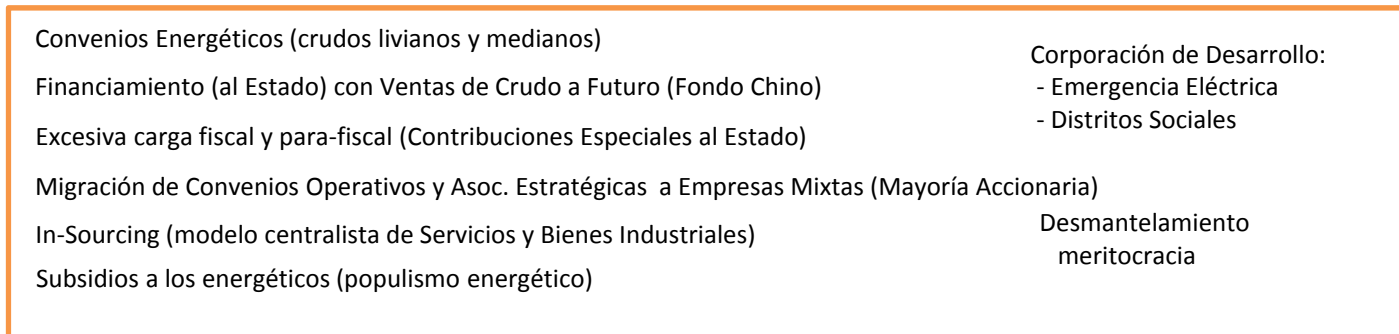 Convenios Energéticos (crudos livianos y medianos)
Financiamiento (al Estado) con Ventas de Crudo a Futuro (Fondo Chino)
Excesiva carga fiscal y para-fiscal (Contribuciones Especiales al Estado)
Migración de Convenios Operativos y Asoc. Estratégicas a Empresas Mixtas (Mayoría Accionaria)
In-Sourcing (modelo centralista de Servicios y Bienes Industriales)
Subsidios a los energéticos (populismo energético)
Corporación de Desarrollo:
- Emergencia Eléctrica
- Distritos Sociales
Desmantelamiento
meritocracia